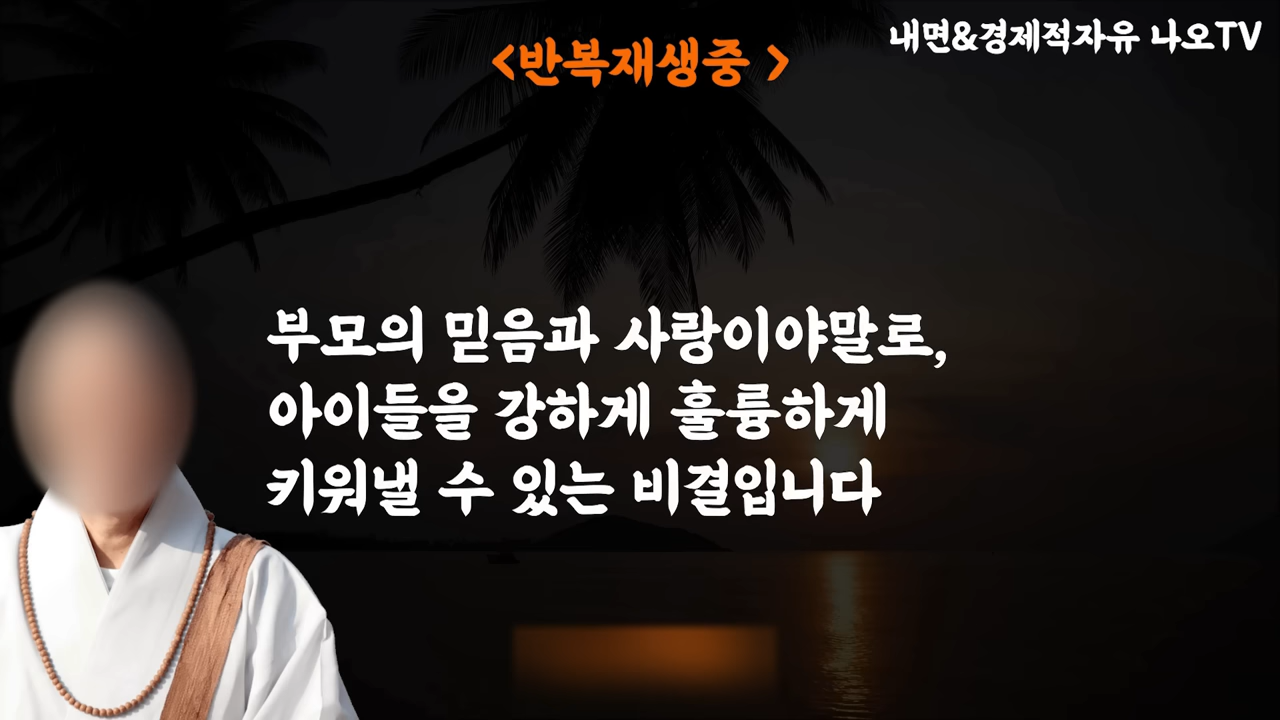 내면&경제적자유 나오TV
<반복재생중 >
부모의 믿음과 사랑이야말로,
아이들을 강하게 훌륭하게
키워낼 수 있는 비결입니다